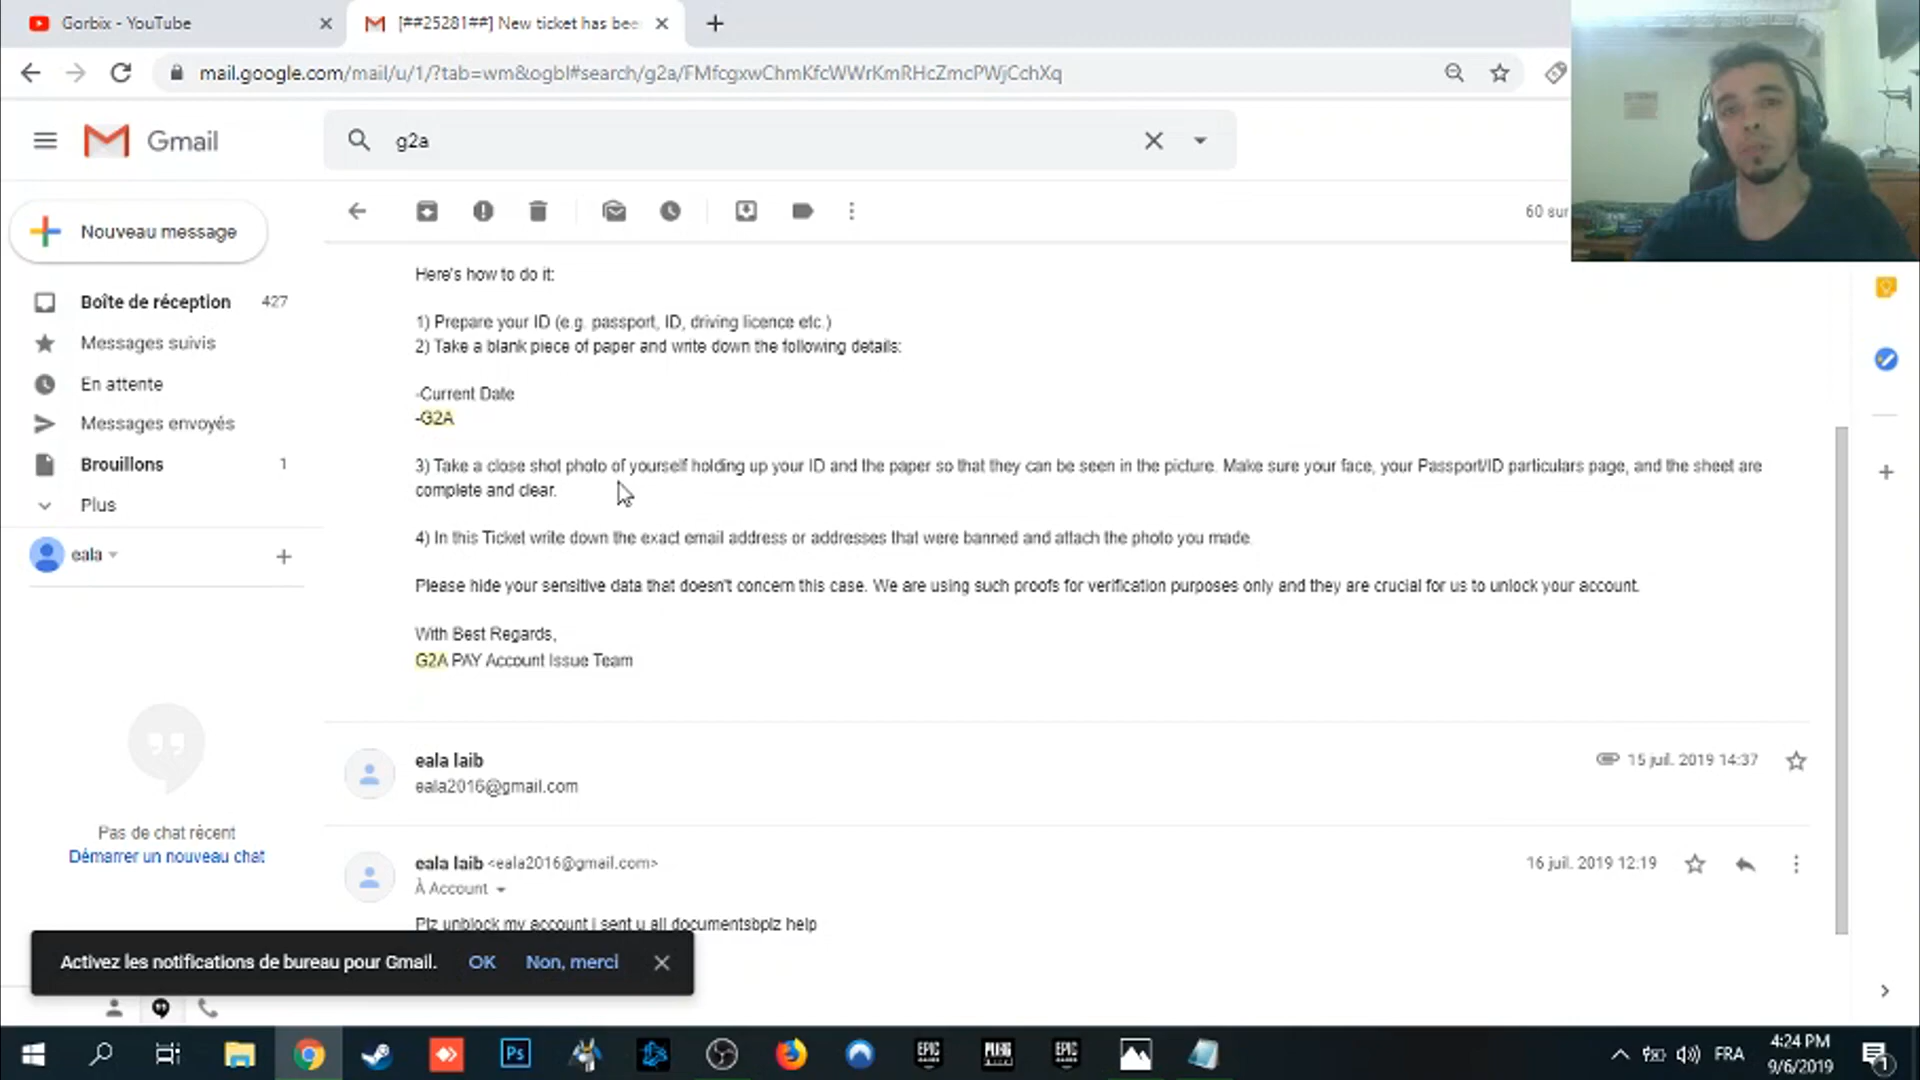 Gorbix - YouTube
[##25281##] New ticket has bee
mail.google.com/mail/u/1/?tab=wm&ogbl#search/g2a/FMfcgxwChmKfcWWrKmRHcZmcPWjCchXq
Gmail
g2a
Nouveau message
60 sur
Boîte de réception 427
Messages suivis
En attente
Messages envoyés
Brouillons 1
Plus
eala
Pas de chat récent
Démarrer un nouveau chat
Here's how to do it:
1) Prepare your ID (e.g. passport, ID, driving licence etc.)
2) Take a blank piece of paper and write down the following details:
-Current Date
-G2A
3) Take a close shot photo of yourself holding up your ID and the paper so that they can be seen in the picture. Make sure your face, your Passport/ID particulars page, and the sheet are
complete and clear.
4) In this Ticket write down the exact email address or addresses that were banned and attach the photo you made.
Please hide your sensitive data that doesn't concern this case. We are using such proofs for verification purposes only and they are crucial for us to unlock your account.
With Best Regards,
G2A PAY Account Issue Team
eala laib 15 juil. 2019 14:37
eala2016@gmail.com
eala laib <eala2016@gmail.com> 16 juil. 2019 12:19
À Account
Plz unblock my account i sent u all documentsbplz help
Activez les notifications de bureau pour Gmail. OK Non, merci
Ps
EPIC
PUBG
EPIC
FRA
4:24 PM
9/6/2019
1